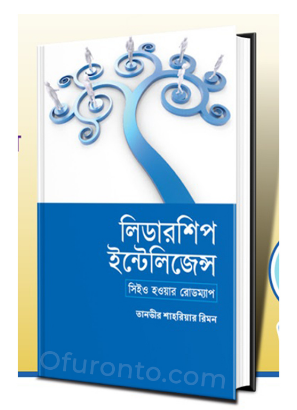 লিডারশিপ
ইন্টেলিজেন্স
সিইও হওয়ার রোডম্যাপ
তানভীর শাহরিয়ার রিমন
Ofuronto.com